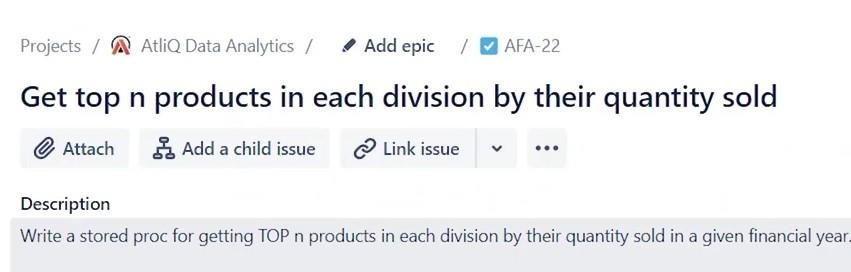 Projects / AtliQ Data Analytics / Add epic / AFA-22
Get top n products in each division by their quantity sold
Attach Add a child issue Link issue
Description
Write a stored proc for getting TOP n products in each division by their quantity sold in a given financial year.